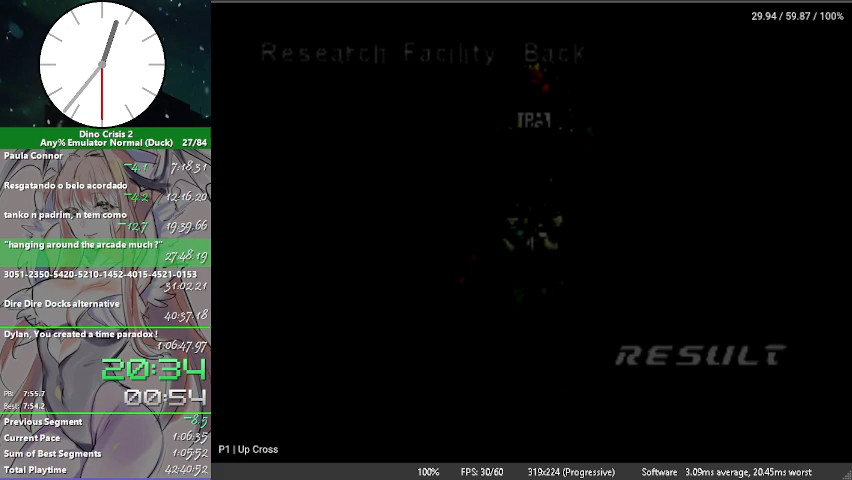 29.94 / 59.87 / 100%
Research Facility Back
RESULT
P1 | Up Cross
100%
FPS: 30/60
319x224 (Progressive)
Software
3.09ms average, 20.45ms worst
Dino Crisis 2
Any% Emulator Normal (Duck) 27/84
Paula Connor
-4.1 7:18.31
Resgatando o belo acordado
-4.2 12:16.20
tanko n padrim, n tem como
-12.7 19:39.66
"hanging around the arcade much ?"
27:48.19
3051-2350-5420-5210-1452-4015-4521-0153
31:02.21
Dire Dire Docks alternative
40:37.18
Dylan, You created a time paradox !
1:06:47.97
20:34
PB: 7:55.7
00:54
Best: 7:54.2
Previous Segment -8.5
Current Pace 1:06:35
Sum of Best Segments 1:05:52
Total Playtime 42:40:52